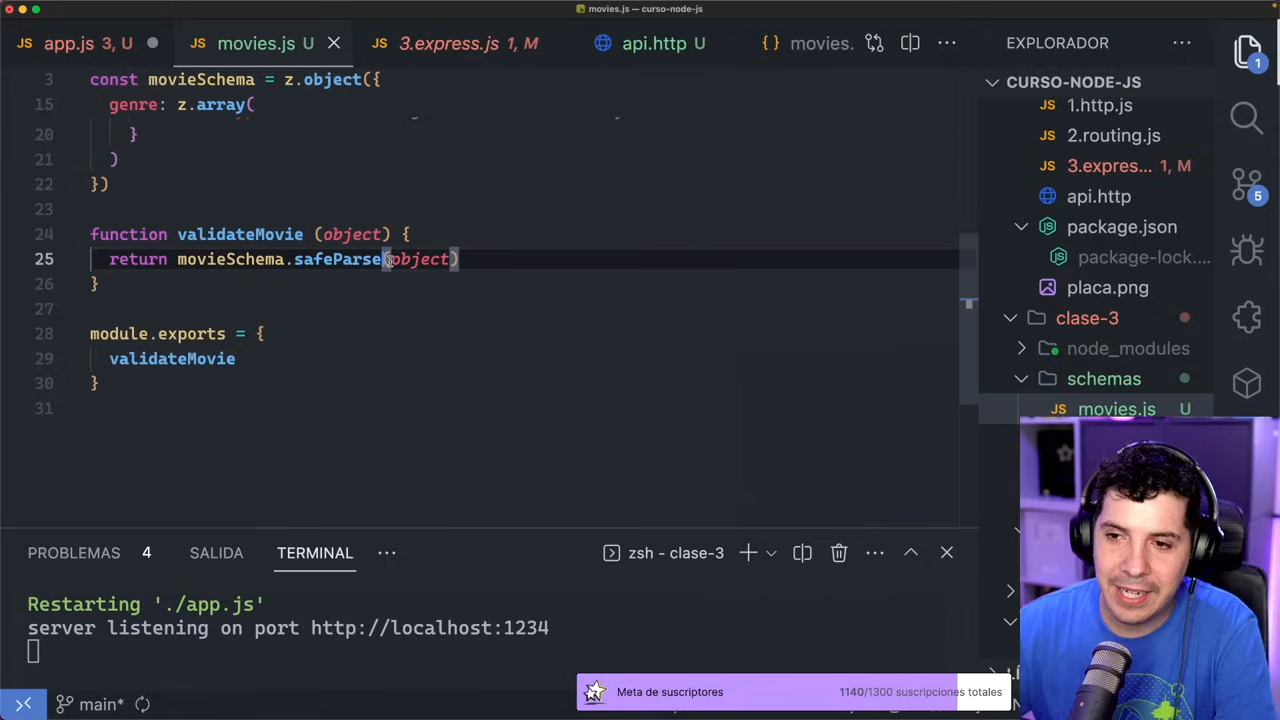 movies.js — curso-node-js
JS app.js 3, U
JS movies.js U
JS 3.express.js 1, M
api.http U
{} movies.
EXPLORADOR
3 const movieSchema = z.object({
15 genre: z.array(
20 }
21 )
22 })
23
24 function validateMovie (object) {
25 return movieSchema.safeParse(object)
26 }
27
28 module.exports = {
29 validateMovie
30 }
31
CURSO-NODE-JS
JS 1.http.js
JS 2.routing.js
JS 3.expres... 1, M
api.http
package.json
package-lock....
placa.png
clase-3
node_modules
schemas
JS movies.js U
1
5
PROBLEMAS 4 SALIDA TERMINAL
zsh - clase-3
Restarting './app.js'
server listening on port http://localhost:1234
Meta de suscriptores 1140/1300 suscripciones totales
main*